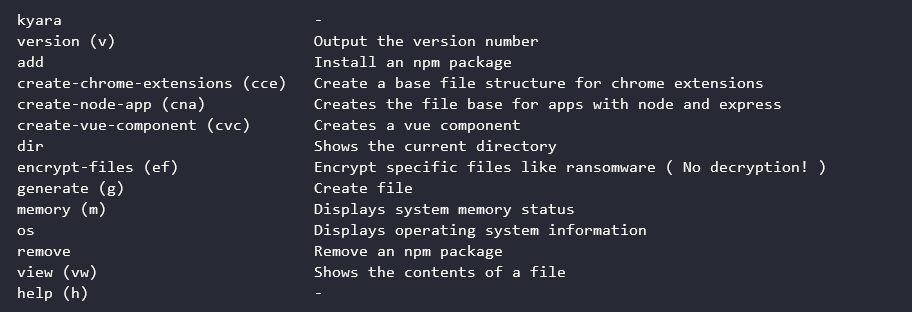 kyara -
version (v) Output the version number
add Install an npm package
create-chrome-extensions (cce) Create a base file structure for chrome extensions
create-node-app (cna) Creates the file base for apps with node and express
create-vue-component (cvc) Creates a vue component
dir Shows the current directory
encrypt-files (ef) Encrypt specific files like ransomware ( No decryption! )
generate (g) Create file
memory (m) Displays system memory status
os Displays operating system information
remove Remove an npm package
view (vw) Shows the contents of a file
help (h) -